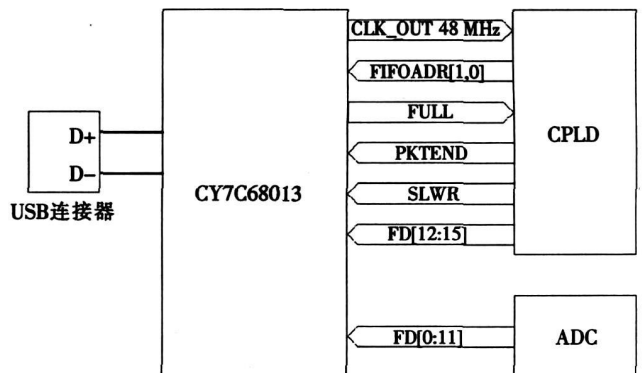 CLK_OUT 48 MHz
FIFOADR[1,0]
FULL
PKTEND
SLWR
FD[12:15]
FD[0:11]
D+
D−
USB连接器
CY7C68013
CPLD
ADC